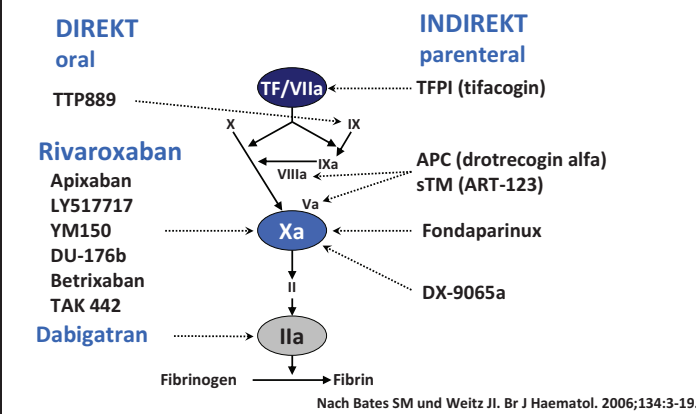 DIREKT
oral
INDIREKT
parenteral
TF/VIIa
TFPI (tifacogin)
TTP889
X
IX
Rivaroxaban
Apixaban
LY517717
YM150
DU-176b
Betrixaban
TAK 442
IXa
VIIIa
APC (drotrecogin alfa)
sTM (ART-123)
Va
Xa
Fondaparinux
II
DX-9065a
Dabigatran
IIa
Fibrinogen
Fibrin
Nach Bates SM und Weitz JI. Br J Haematol. 2006;134:3-19.